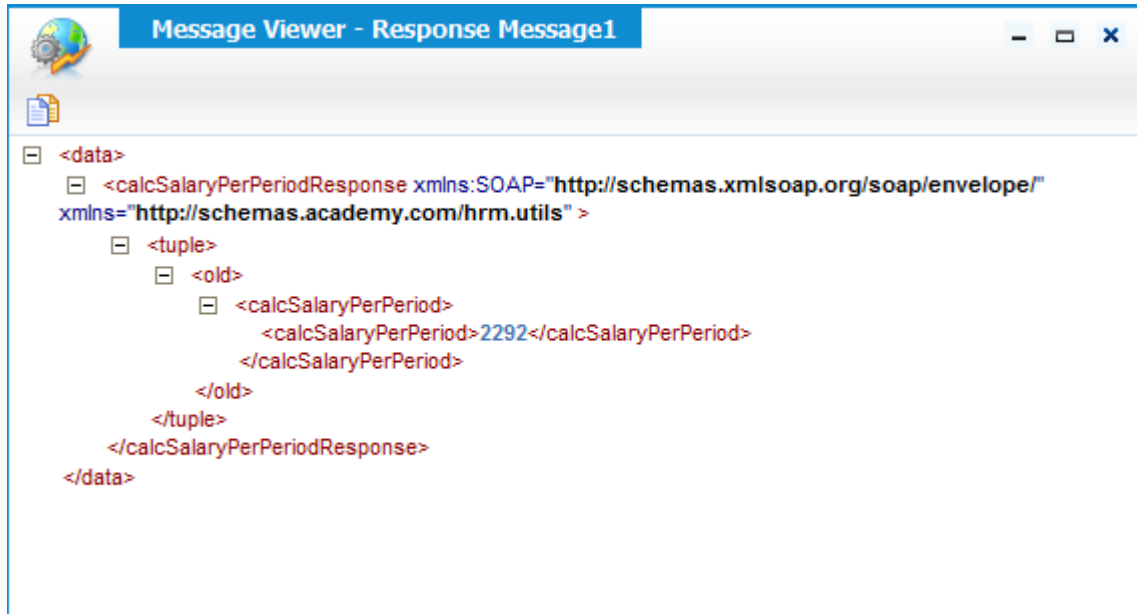 Message Viewer - Response Message1
<data>
<calcSalaryPerPeriodResponse xmlns:SOAP="http://schemas.xmlsoap.org/soap/envelope/"
xmlns="http://schemas.academy.com/hrm.utils" >
<tuple>
<old>
<calcSalaryPerPeriod>
<calcSalaryPerPeriod>2292</calcSalaryPerPeriod>
</calcSalaryPerPeriod>
</old>
</tuple>
</calcSalaryPerPeriodResponse>
</data>